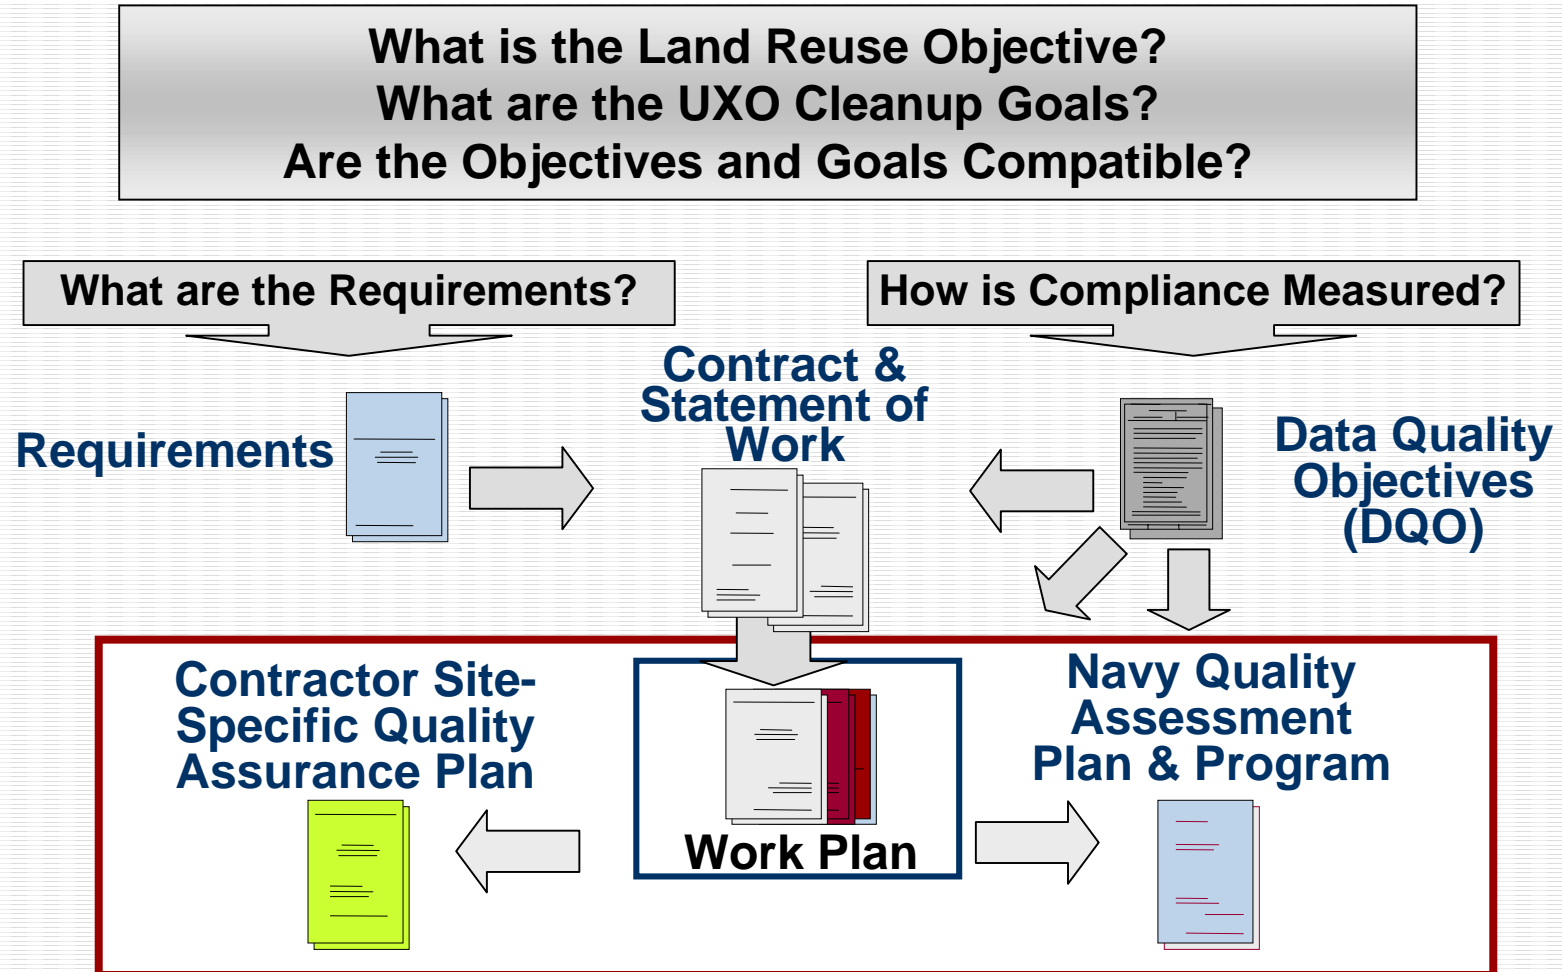 What is the Land Reuse Objective?
What are the UXO Cleanup Goals?
Are the Objectives and Goals Compatible?
What are the Requirements?
How is Compliance Measured?
Requirements
Contract &
Statement of
Work
Data Quality
Objectives
(DQO)
Contractor Site-
Specific Quality
Assurance Plan
Work Plan
Navy Quality
Assessment
Plan & Program